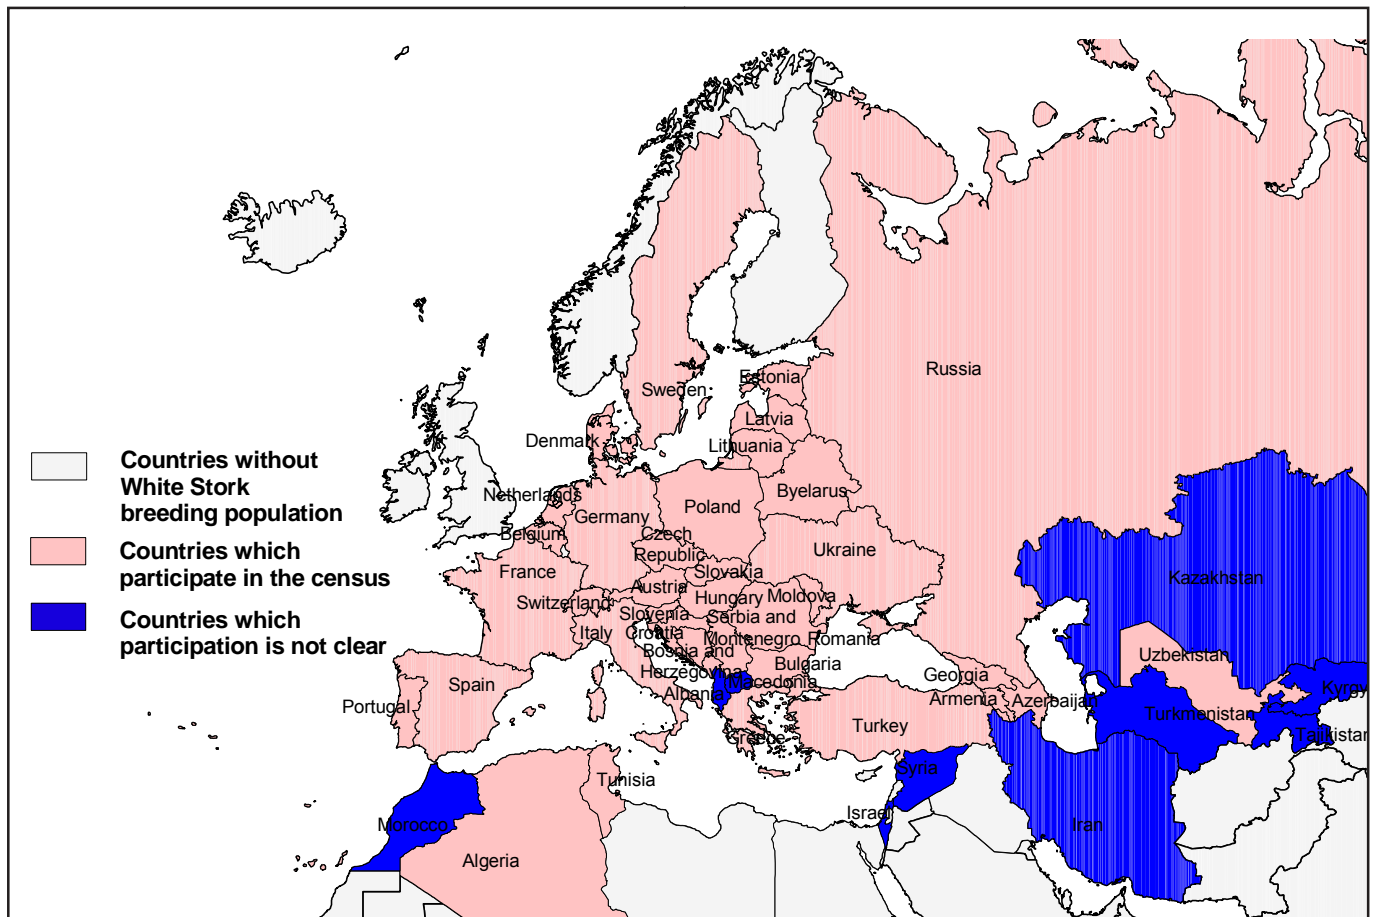 Countries without
White Stork
breeding population
Countries which
participate in the census
Countries which
participation is not clear
Russia
Sweden
Estonia
Latvia
Lithuania
Denmark
Byelarus
Netherlands
Poland
Germany
Belgium
Czech
Republic
Ukraine
France
Slovakia
Kazakhstan
Austria
Hungary
Moldova
Switzerland
Slovenia
Serbia and
Montenegro
Italy
Croatia
Romania
Bosnia and
Herzegovina
Bulgaria
Uzbekistan
Macedonia
Georgia
Spain
Albania
Kyrgy
Armenia
Azerbaijan
Portugal
Turkmenistan
Turkey
Greece
Tajikistan
Syria
Tunisia
Israel
Morocco
Iran
Algeria